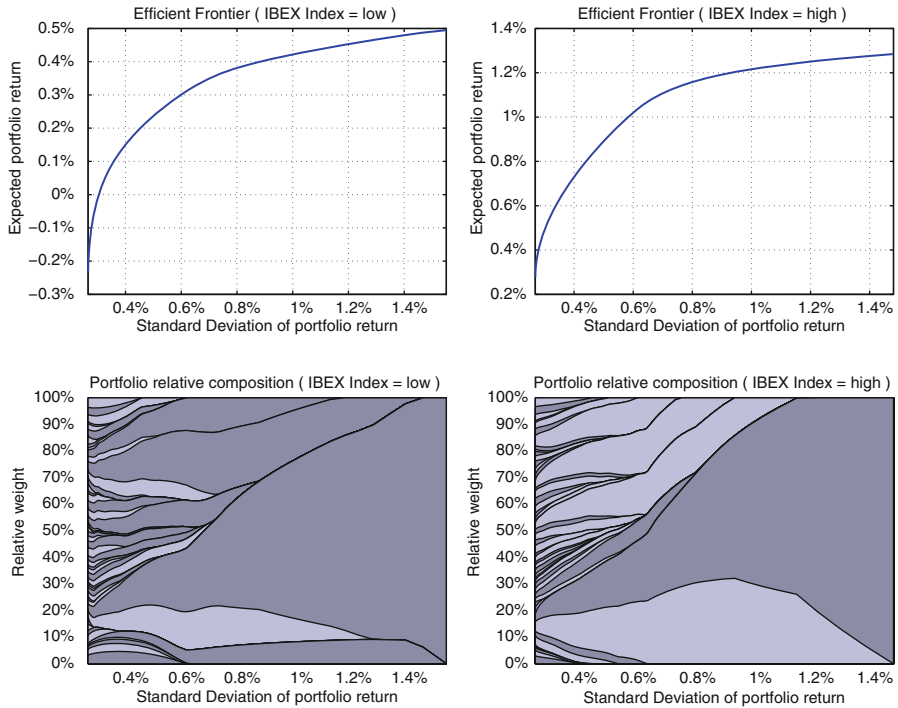 Efficient Frontier ( IBEX Index = low )
Expected portfolio return
0.5%
0.4%
0.3%
0.2%
0.1%
0%
−0.1%
−0.2%
−0.3%
0.4% 0.6% 0.8% 1% 1.2% 1.4%
Standard Deviation of portfolio return
Efficient Frontier ( IBEX Index = high )
Expected portfolio return
1.4%
1.2%
1%
0.8%
0.6%
0.4%
0.2%
0.4% 0.6% 0.8% 1% 1.2% 1.4%
Standard Deviation of portfolio return
Portfolio relative composition ( IBEX Index = low )
Relative weight
100%
90%
80%
70%
60%
50%
40%
30%
20%
10%
0%
0.4% 0.6% 0.8% 1% 1.2% 1.4%
Standard Deviation of portfolio return
Portfolio relative composition ( IBEX Index = high )
Relative weight
100%
90%
80%
70%
60%
50%
40%
30%
20%
10%
0%
0.4% 0.6% 0.8% 1% 1.2% 1.4%
Standard Deviation of portfolio return